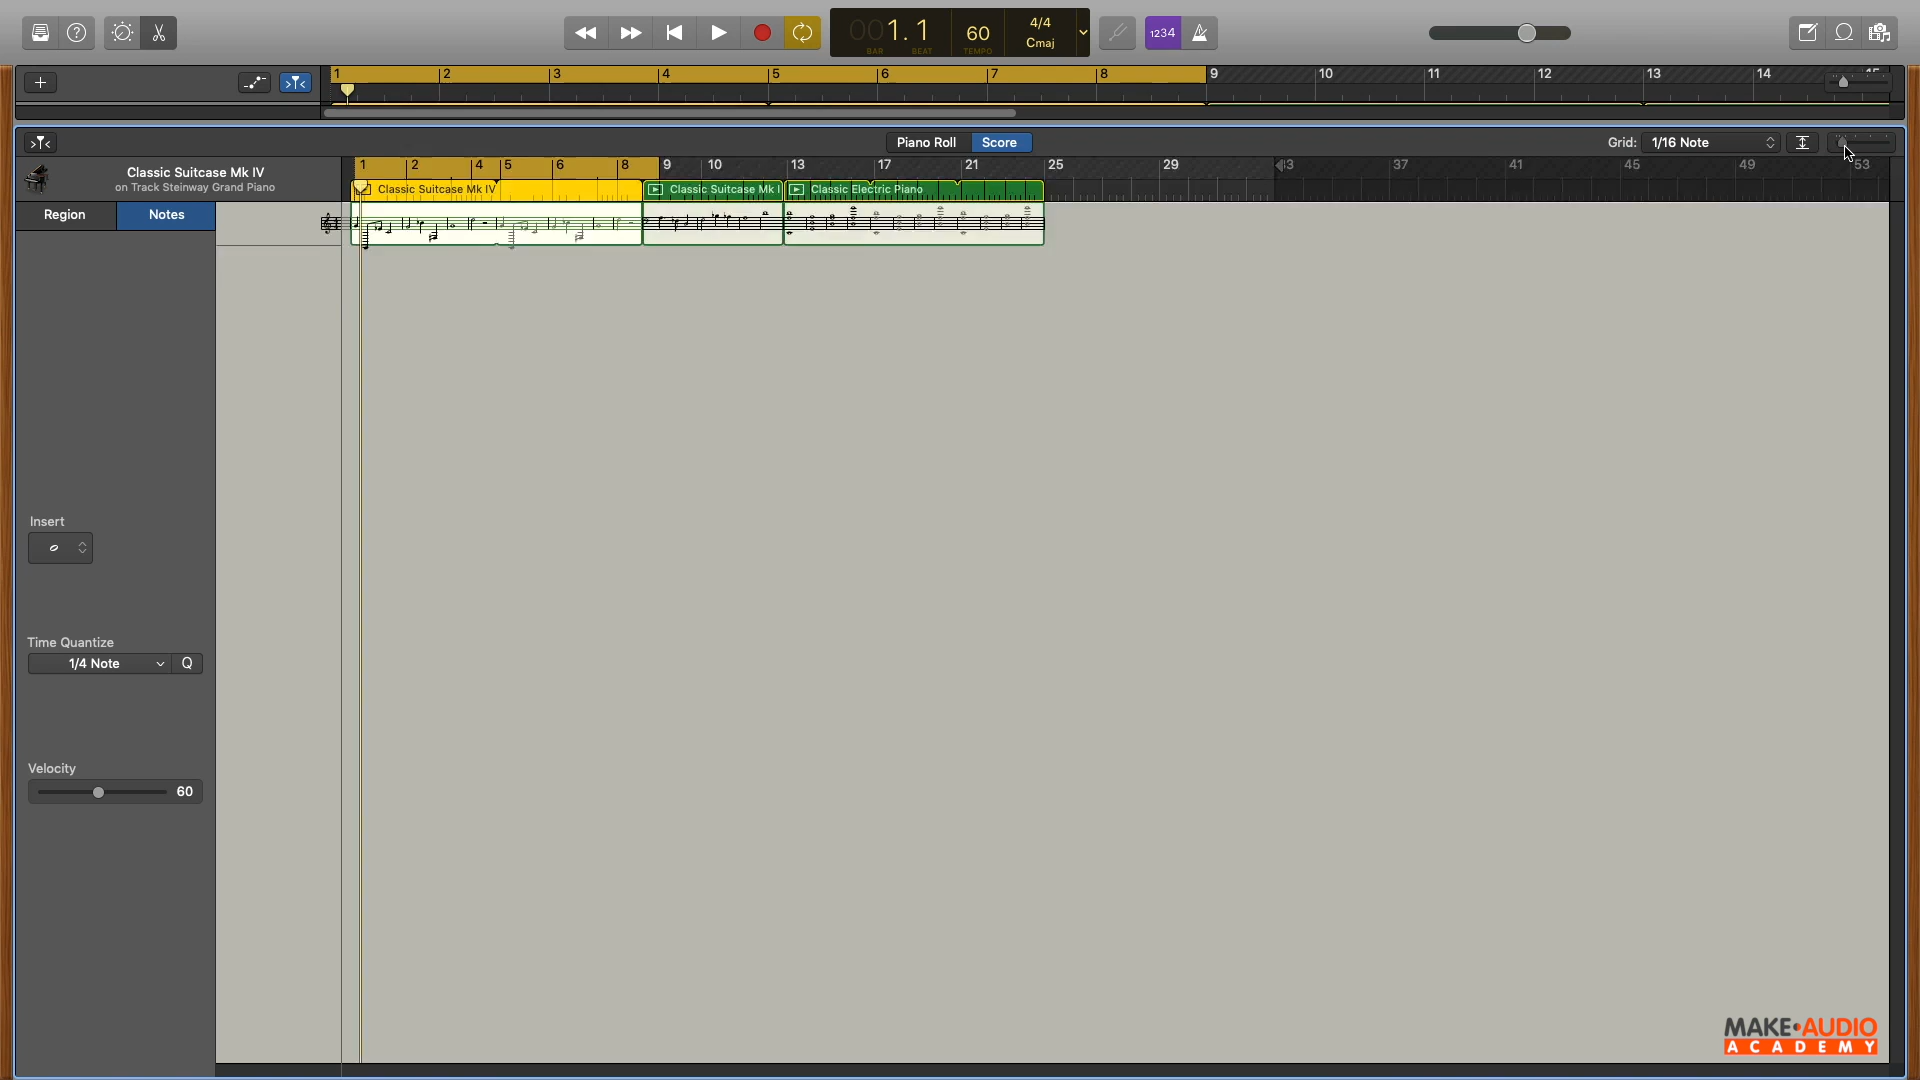 001.1 60 4/4
Cmaj 1234
BAR BEAT TEMPO
1 2 3 4 5 6 7 8 9 10 11 12 13 14 15
Piano Roll Score Grid: 1/16 Note
Classic Suitcase Mk IV
on Track Steinway Grand Piano
1 2 4 5 6 8 9 10 13 17 21 25 29 33 37 41 45 49 53
Classic Suitcase Mk IV Classic Suitcase Mk I Classic Electric Piano
Region Notes
Insert
Time Quantize
1/4 Note Q
Velocity
60
MAKE•AUDIO
ACADEMY